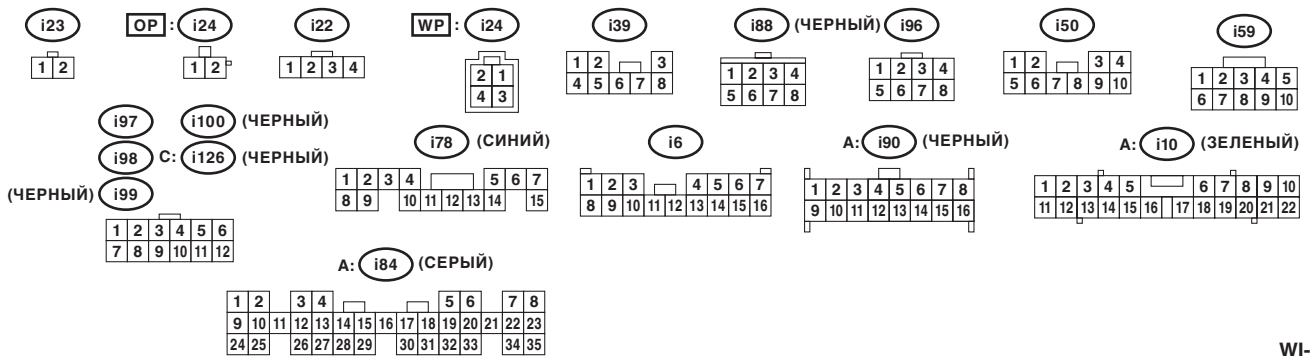 i23 OP : i24 i22 WP : i24 i39 i88 (ЧЕРНЫЙ) i96 i50 i59
1 2
1 2
1 2 3 4
2 1
4 3
1 2 3
4 5 6 7 8
1 2 3 4
5 6 7 8
1 2 3 4
5 6 7 8
1 2 3 4
5 6 7 8 9 10
1 2 3 4 5
6 7 8 9 10
i97 i100 (ЧЕРНЫЙ)
i98 C: i126 (ЧЕРНЫЙ)
(ЧЕРНЫЙ) i99
1 2 3 4 5 6
7 8 9 10 11 12
i78 (СИНИЙ)
1 2 3 4 5 6 7
8 9 10 11 12 13 14 15
i6
1 2 3 4 5 6 7
8 9 10 11 12 13 14 15 16
A: i90 (ЧЕРНЫЙ)
1 2 3 4 5 6 7 8
9 10 11 12 13 14 15 16
A: i10 (ЗЕЛЕНЫЙ)
1 2 3 4 5 6 7 8 9 10
11 12 13 14 15 16 17 18 19 20 21 22
A: i84 (СЕРЫЙ)
1 2 3 4 5 6 7 8
9 10 11 12 13 14 15 16 17 18 19 20 21 22 23
24 25 26 27 28 29 30 31 32 33 34 35
WI-